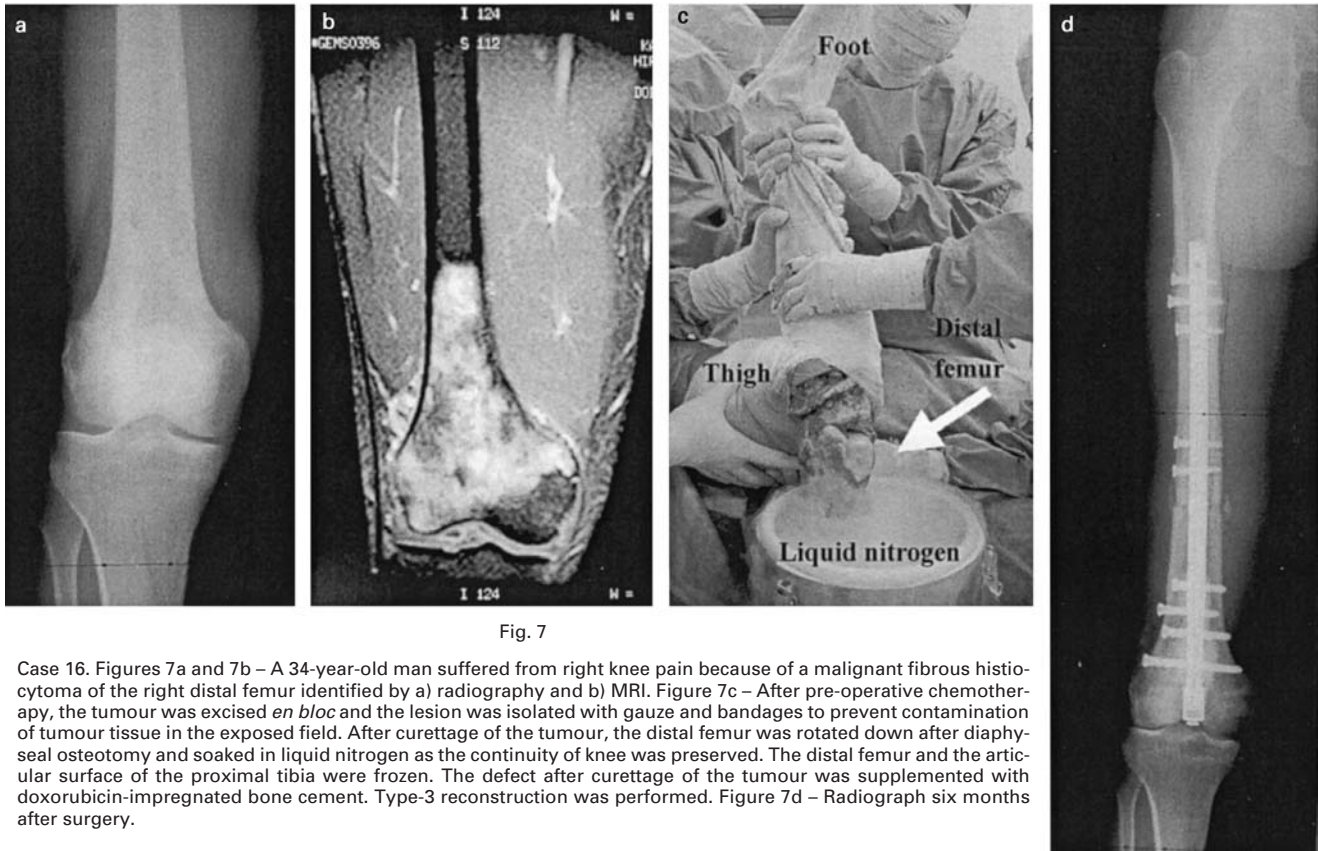 a
b
I 124
W =
#GEMS0396
S 112
KA
HIR
DO
I 124
W =
c
Foot
Distal
femur
Thigh
Liquid nitrogen
d
Fig. 7
Case 16. Figures 7a and 7b – A 34-year-old man suffered from right knee pain because of a malignant fibrous histio-
cytoma of the right distal femur identified by a) radiography and b) MRI. Figure 7c – After pre-operative chemother-
apy, the tumour was excised en bloc and the lesion was isolated with gauze and bandages to prevent contamination
of tumour tissue in the exposed field. After curettage of the tumour, the distal femur was rotated down after diaphy-
seal osteotomy and soaked in liquid nitrogen as the continuity of knee was preserved. The distal femur and the artic-
ular surface of the proximal tibia were frozen. The defect after curettage of the tumour was supplemented with
doxorubicin-impregnated bone cement. Type-3 reconstruction was performed. Figure 7d – Radiograph six months
after surgery.